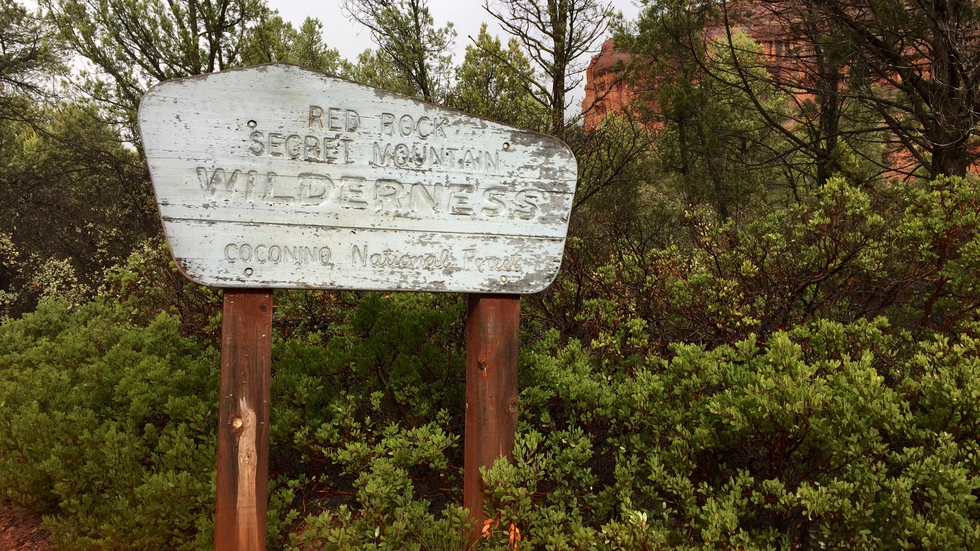 RED ROCK
SECRET MOUNTAIN
WILDERNESS
COCONINO National Forest